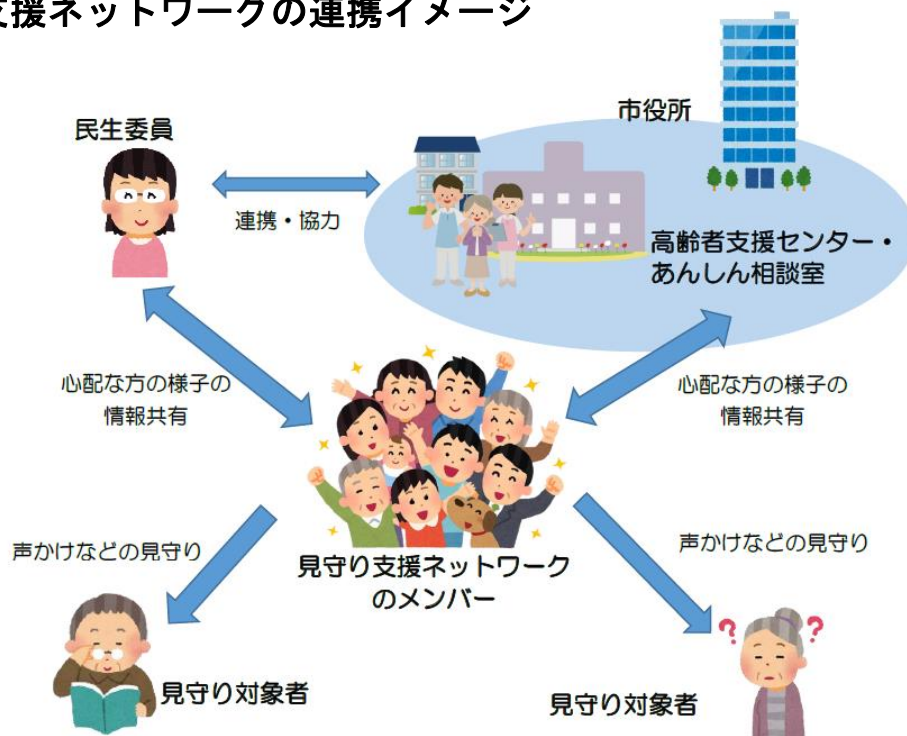 支援ネットワークの連携イメージ
市役所
民生委員
連携・協力
高齢者支援センター・
あんしん相談室
心配な方の様子の
情報共有
心配な方の様子の
情報共有
声かけなどの見守り
声かけなどの見守り
見守り支援ネットワーク
のメンバー
見守り対象者
見守り対象者